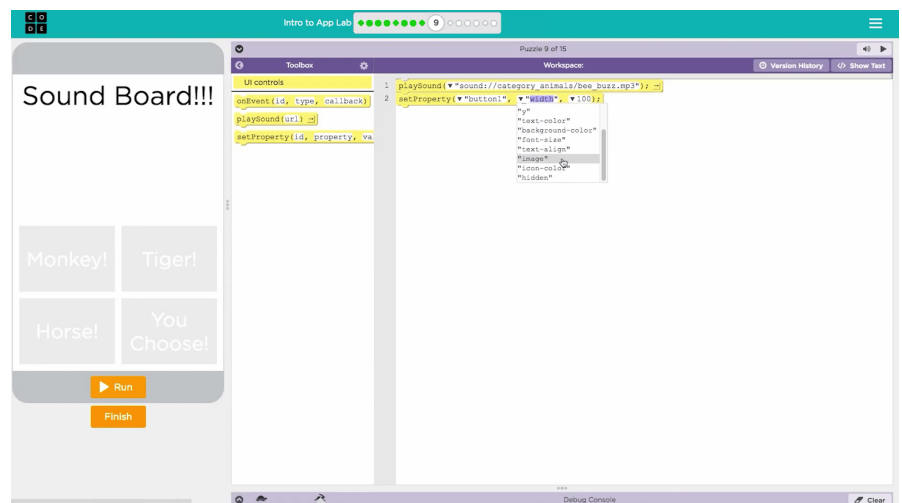 C O
D E
Intro to App Lab
9
Puzzle 9 of 15
Toolbox
Workspace:
Version History
</> Show Text
UI controls
onEvent(id, type, callback)
playSound(url)
setProperty(id, property, va
1 playSound(▼"sound://category_animals/bee_buzz.mp3");
2 setProperty(▼"button1", ▼"width", ▼100);
"y"
"text-color"
"background-color"
"font-size"
"text-align"
"image"
"icon-color"
"hidden"
Sound Board!!!
Monkey!
Tiger!
Horse!
You
Choose!
Run
Finish
Debug Console
Clear